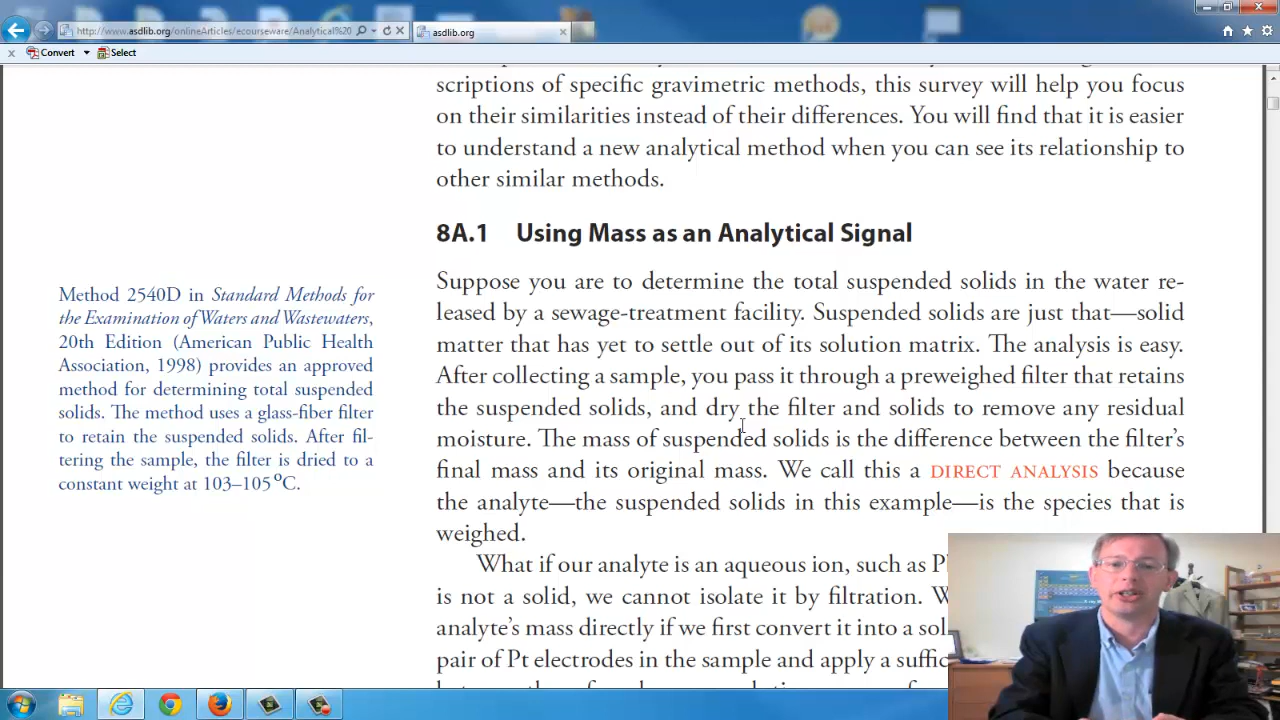 http://www.asdlib.org/onlineArticles/ecourseware/Analytical%20
asdlib.org
Convert
Select
scriptions of specific gravimetric methods, this survey will help you focus
on their similarities instead of their differences. You will find that it is easier
to understand a new analytical method when you can see its relationship to
other similar methods.
8A.1 Using Mass as an Analytical Signal
Suppose you are to determine the total suspended solids in the water re-
leased by a sewage-treatment facility. Suspended solids are just that—solid
matter that has yet to settle out of its solution matrix. The analysis is easy.
After collecting a sample, you pass it through a preweighed filter that retains
the suspended solids, and dry the filter and solids to remove any residual
moisture. The mass of suspended solids is the difference between the filter's
final mass and its original mass. We call this a DIRECT ANALYSIS because
the analyte—the suspended solids in this example—is the species that is
weighed.
What if our analyte is an aqueous ion, such as
is not a solid, we cannot isolate it by filtration.
analyte's mass directly if we first convert it into a
pair of Pt electrodes in the sample and apply a
Method 2540D in Standard Methods for
the Examination of Waters and Wastewaters,
20th Edition (American Public Health
Association, 1998) provides an approved
method for determining total suspended
solids. The method uses a glass-fiber filter
to retain the suspended solids. After fil-
tering the sample, the filter is dried to a
constant weight at 103–105 °C.